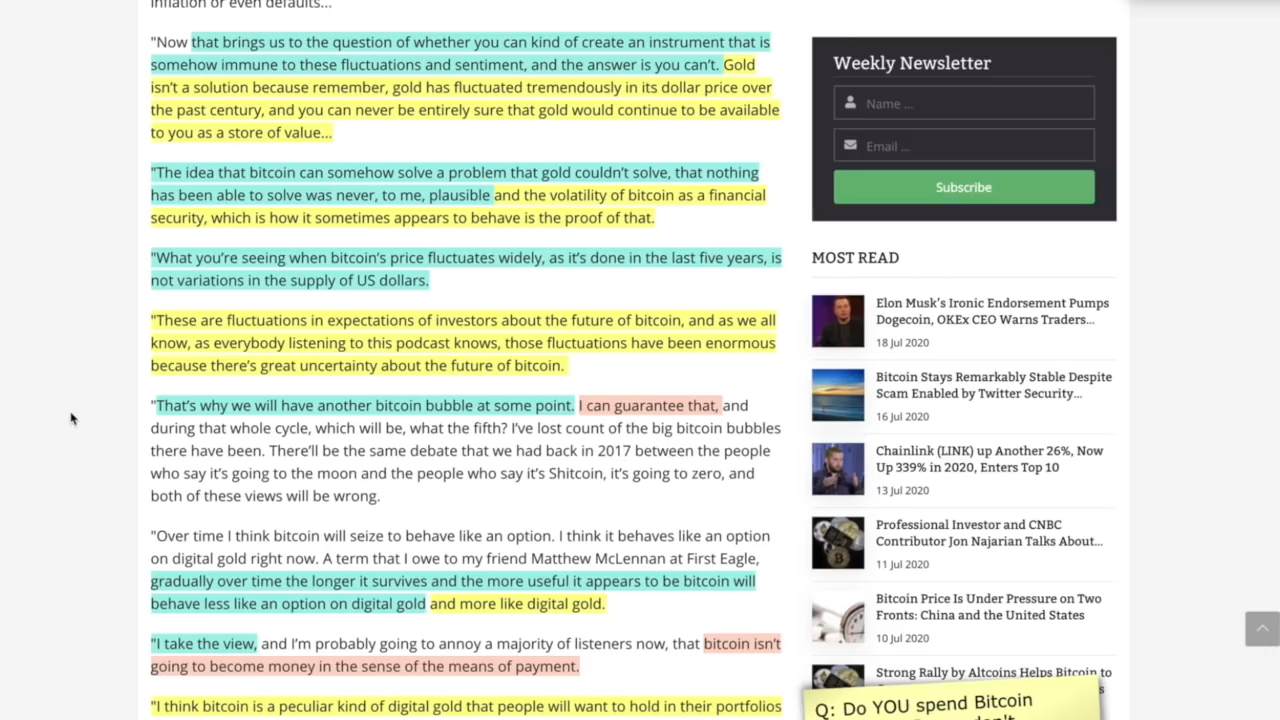 inflation or even defaults...
"Now that brings us to the question of whether you can kind of create an instrument that is
somehow immune to these fluctuations and sentiment, and the answer is you can't. Gold
isn't a solution because remember, gold has fluctuated tremendously in its dollar price over
the past century, and you can never be entirely sure that gold would continue to be available
to you as a store of value...
"The idea that bitcoin can somehow solve a problem that gold couldn't solve, that nothing
has been able to solve was never, to me, plausible and the volatility of bitcoin as a financial
security, which is how it sometimes appears to behave is the proof of that.
"What you're seeing when bitcoin's price fluctuates widely, as it's done in the last five years, is
not variations in the supply of US dollars.
"These are fluctuations in expectations of investors about the future of bitcoin, and as we all
know, as everybody listening to this podcast knows, those fluctuations have been enormous
because there's great uncertainty about the future of bitcoin.
"That's why we will have another bitcoin bubble at some point. I can guarantee that, and
during that whole cycle, which will be, what the fifth? I've lost count of the big bitcoin bubbles
there have been. There'll be the same debate that we had back in 2017 between the people
who say it's going to the moon and the people who say it's Shitcoin, it's going to zero, and
both of these views will be wrong.
"Over time I think bitcoin will seize to behave like an option. I think it behaves like an option
on digital gold right now. A term that I owe to my friend Matthew McLennan at First Eagle,
gradually over time the longer it survives and the more useful it appears to be bitcoin will
behave less like an option on digital gold and more like digital gold.
"I take the view, and I'm probably going to annoy a majority of listeners now, that bitcoin isn't
going to become money in the sense of the means of payment.
"I think bitcoin is a peculiar kind of digital gold that people will want to hold in their portfolios
Weekly Newsletter
Name ...
Email ...
Subscribe
MOST READ
Elon Musk's Ironic Endorsement Pumps
Dogecoin, OKEx CEO Warns Traders...
18 Jul 2020
Bitcoin Stays Remarkably Stable Despite
Scam Enabled by Twitter Security...
16 Jul 2020
Chainlink (LINK) up Another 26%, Now
Up 339% in 2020, Enters Top 10
13 Jul 2020
Professional Investor and CNBC
Contributor Jon Najarian Talks About...
11 Jul 2020
Bitcoin Price Is Under Pressure on Two
Fronts: China and the United States
10 Jul 2020
Strong Rally by Altcoins Helps Bitcoin to
Q: Do YOU spend Bitcoin